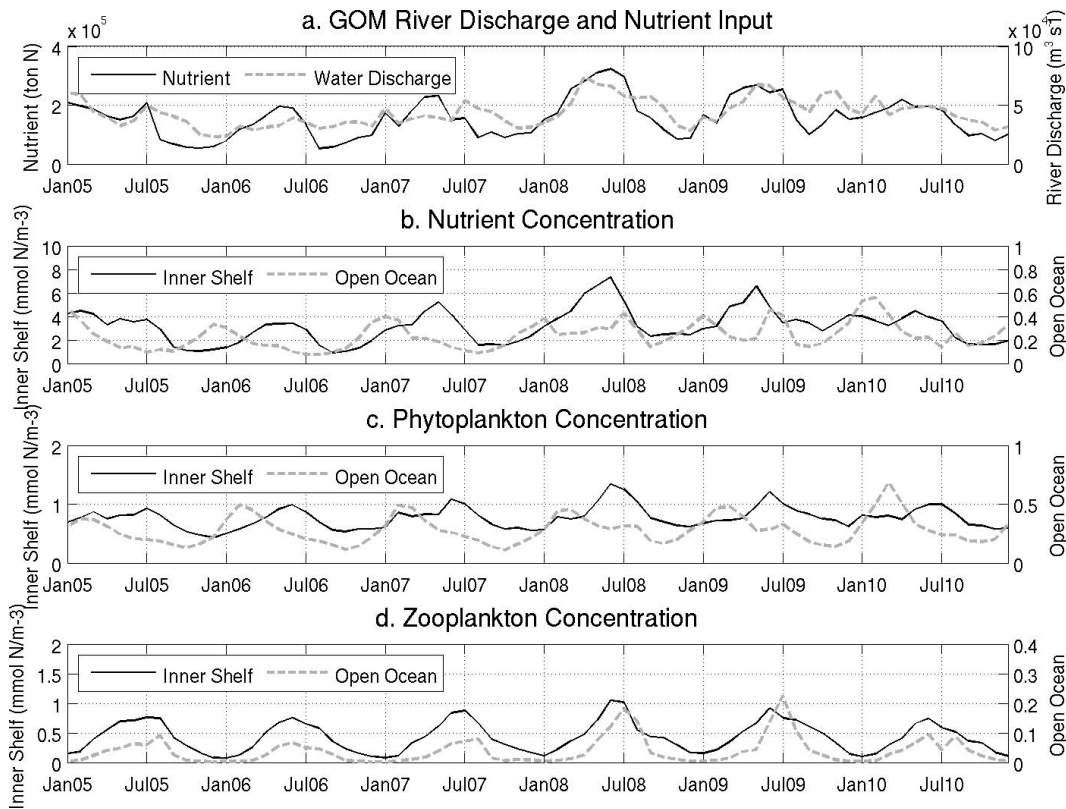 a. GOM River Discharge and Nutrient Input
x 10^5
x 10^4
Nutrient (ton N)
River Discharge (m^3 s1)
4
2
0
10
5
0
Nutrient
Water Discharge
Jan05 Jul05 Jan06 Jul06 Jan07 Jul07 Jan08 Jul08 Jan09 Jul09 Jan10 Jul10
b. Nutrient Concentration
Inner Shelf (mmol N/m-3)
Open Ocean
10
8
6
4
2
0
1
0.8
0.6
0.4
0.2
0
Inner Shelf
Open Ocean
Jan05 Jul05 Jan06 Jul06 Jan07 Jul07 Jan08 Jul08 Jan09 Jul09 Jan10 Jul10
c. Phytoplankton Concentration
Inner Shelf (mmol N/m-3)
Open Ocean
2
1
0
1
0.5
0
Inner Shelf
Open Ocean
Jan05 Jul05 Jan06 Jul06 Jan07 Jul07 Jan08 Jul08 Jan09 Jul09 Jan10 Jul10
d. Zooplankton Concentration
Inner Shelf (mmol N/m-3)
Open Ocean
2
1.5
1
0.5
0
0.4
0.3
0.2
0.1
0
Inner Shelf
Open Ocean
Jan05 Jul05 Jan06 Jul06 Jan07 Jul07 Jan08 Jul08 Jan09 Jul09 Jan10 Jul10